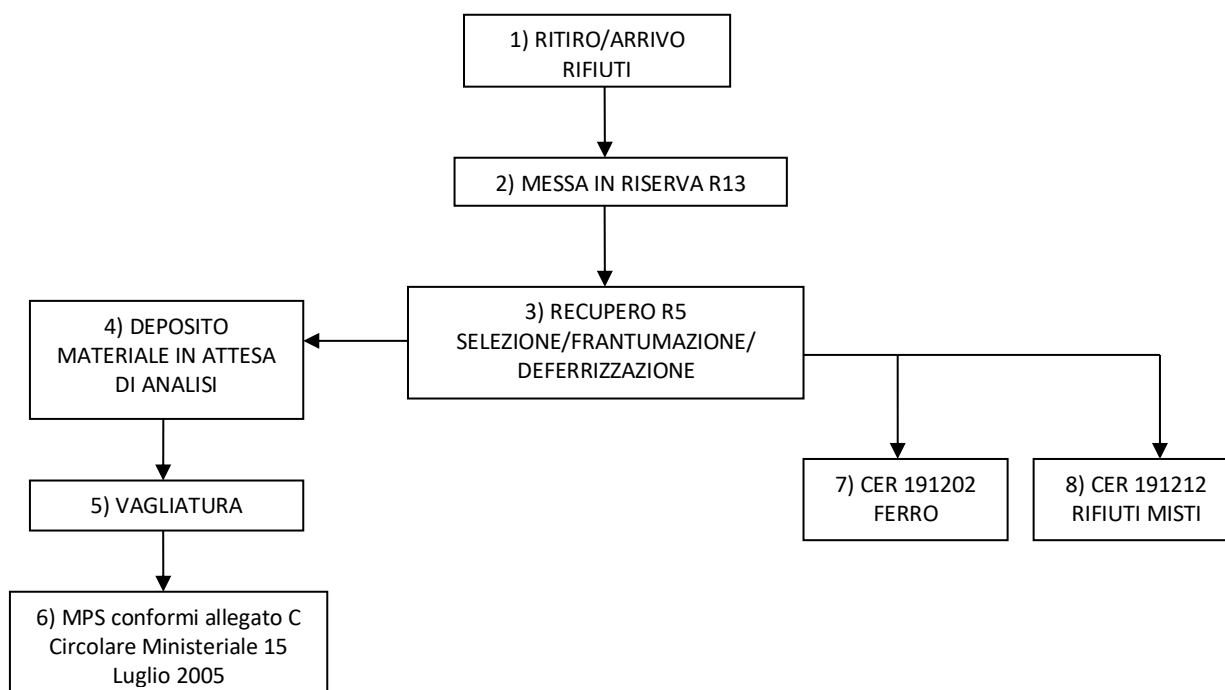 1) RITIRO/ARRIVO
RIFIUTI
2) MESSA IN RISERVA R13
3) RECUPERO R5
SELEZIONE/FRANTUMAZIONE/
DEFERRIZZAZIONE
4) DEPOSITO
MATERIALE IN ATTESA
DI ANALISI
5) VAGLIATURA
6) MPS conformi allegato C
Circolare Ministeriale 15
Luglio 2005
7) CER 191202
FERRO
8) CER 191212
RIFIUTI MISTI